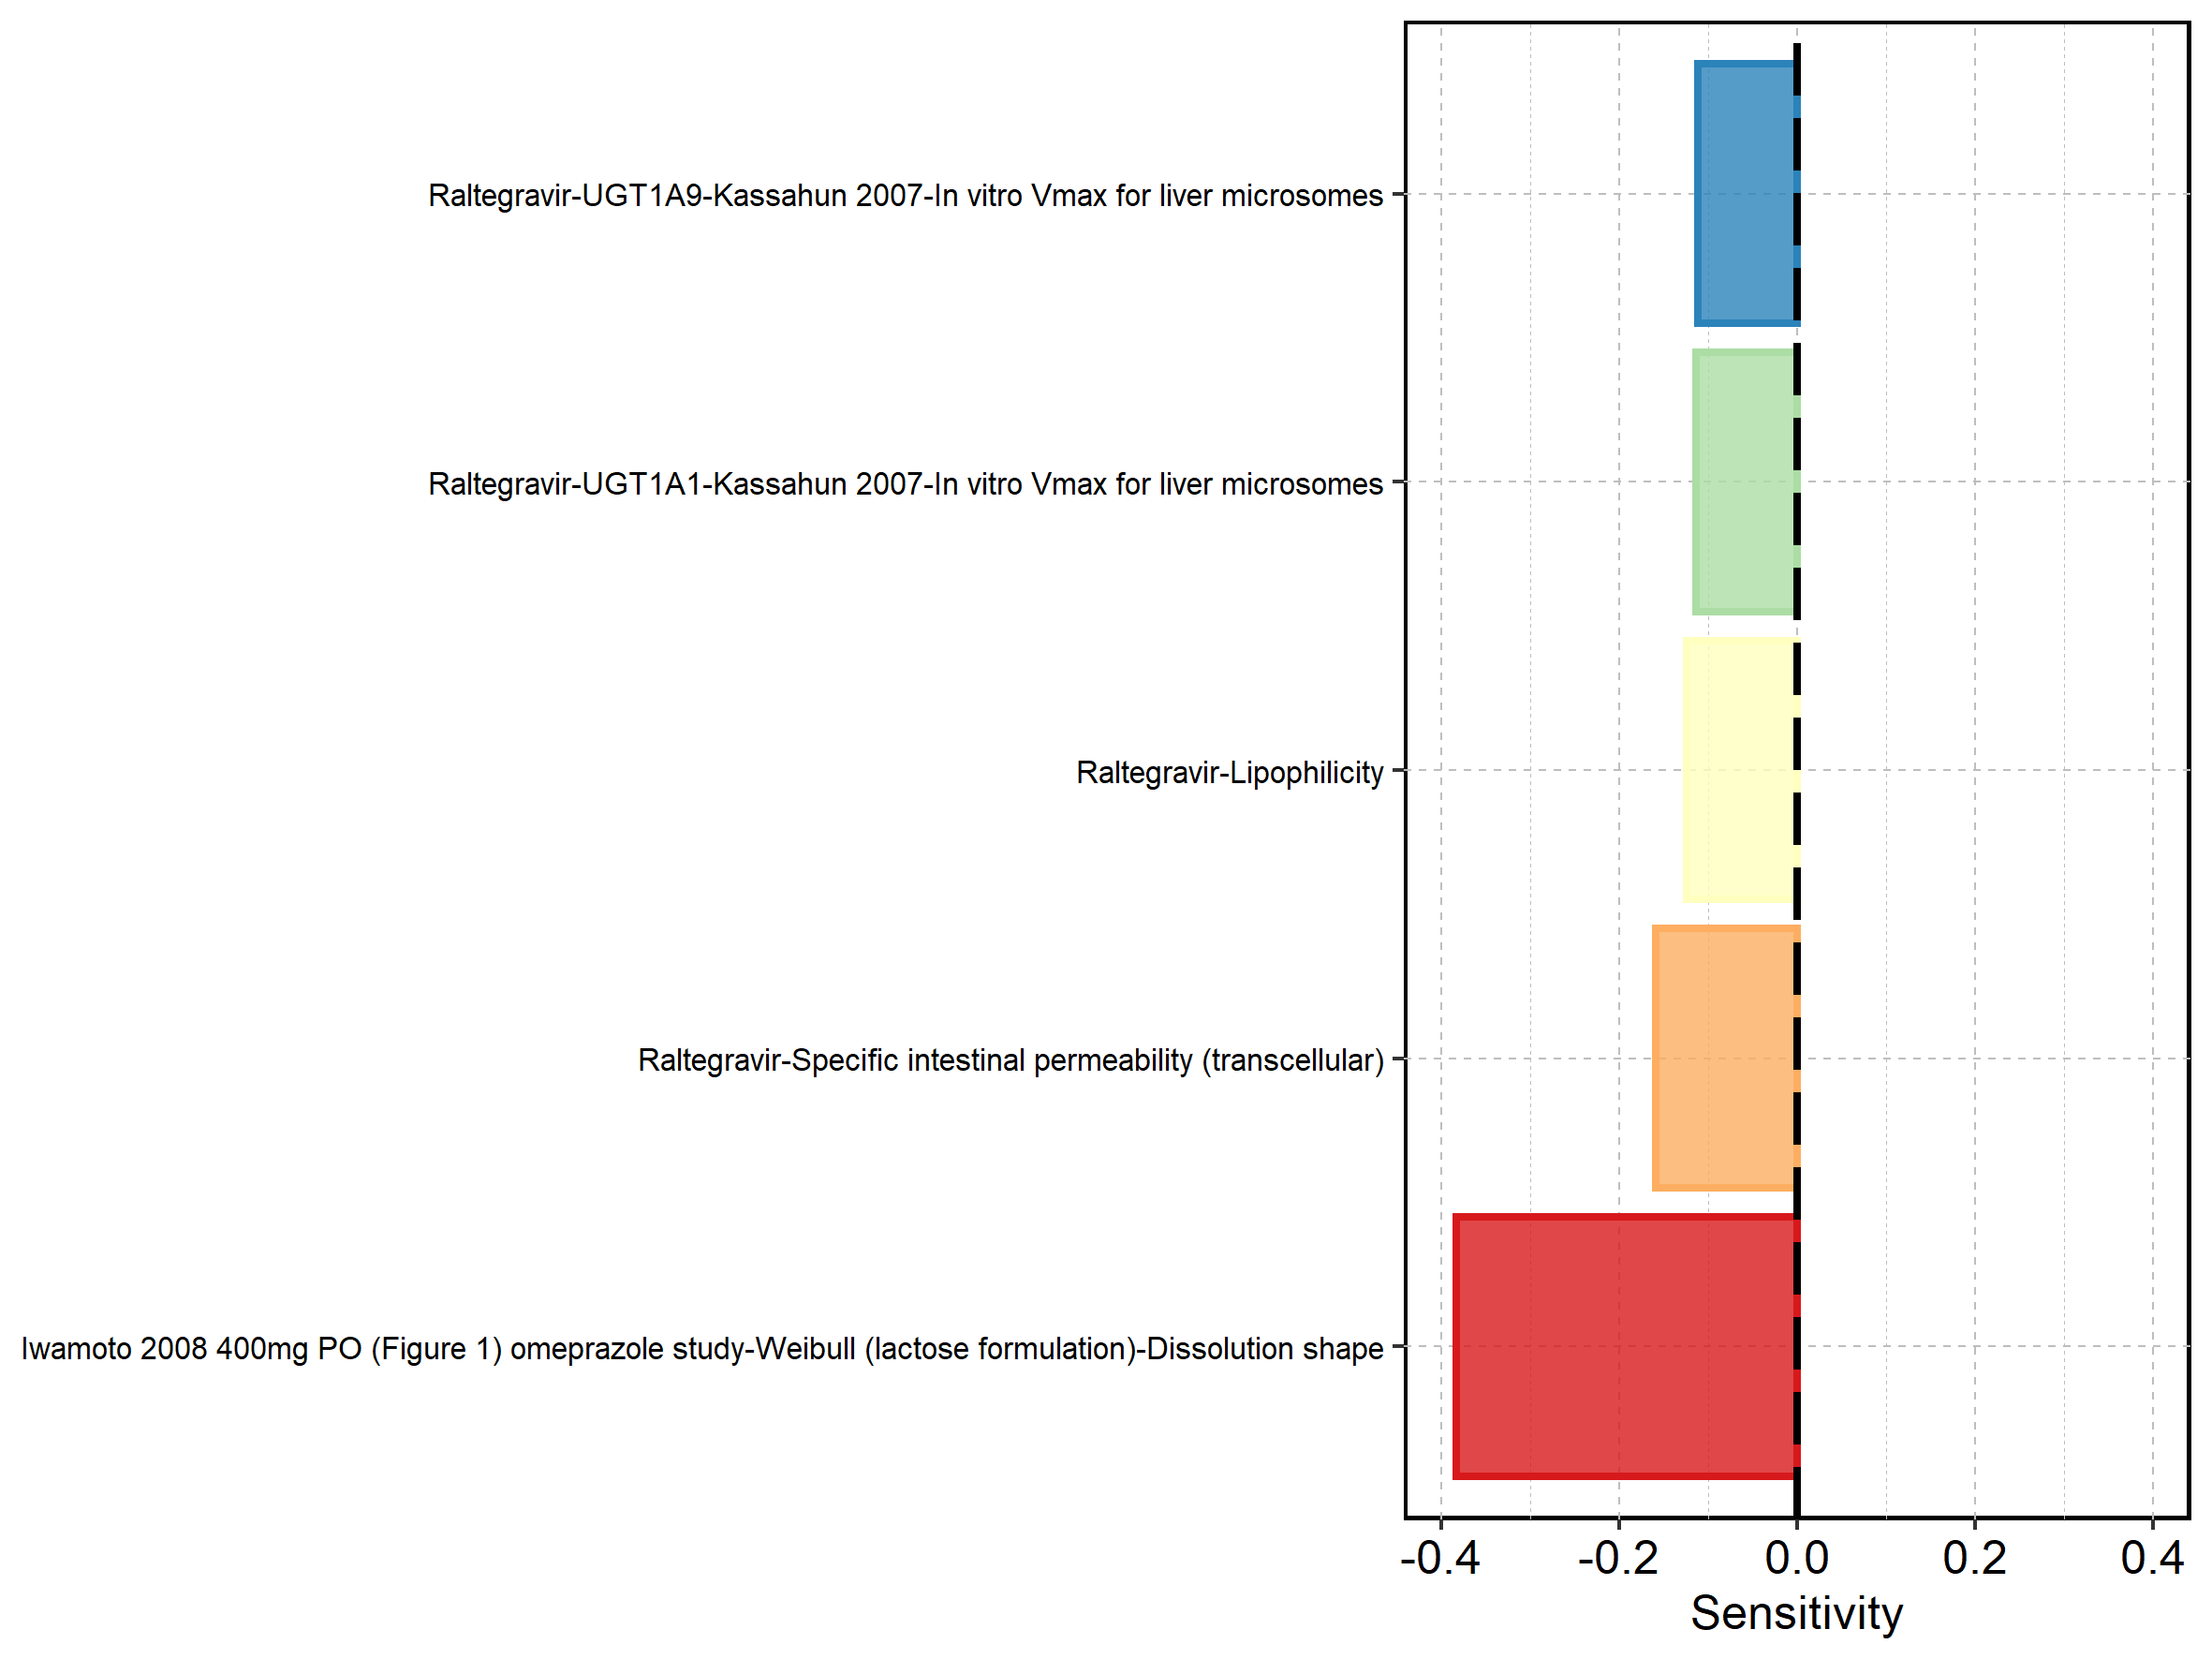 Raltegravir-UGT1A9-Kassahun 2007-In vitro Vmax for liver microsomes
Raltegravir-UGT1A1-Kassahun 2007-In vitro Vmax for liver microsomes
Raltegravir-Lipophilicity
Raltegravir-Specific intestinal permeability (transcellular)
Iwamoto 2008 400mg PO (Figure 1) omeprazole study-Weibull (lactose formulation)-Dissolution shape
-0.4 -0.2 0.0 0.2 0.4
Sensitivity